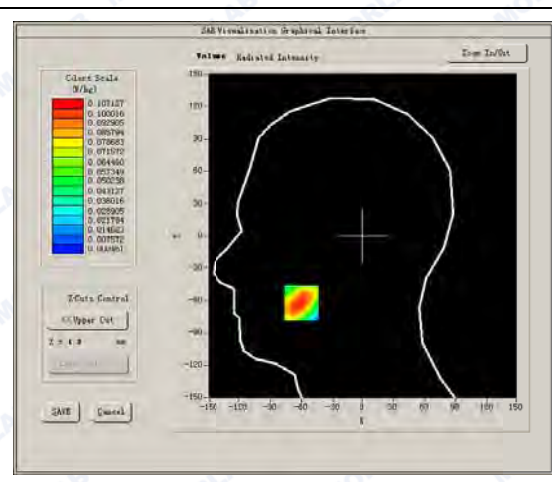 SAR Visualisation Graphical Interface
Volume Radiated Intensity
Zoom In/Out
Colors Scale
(W/kg)
0.107127
0.100016
0.092905
0.085794
0.078683
0.071572
0.064460
0.057349
0.050238
0.043127
0.036016
0.028905
0.021794
0.014683
0.007572
Z-Cuts Control
<<Upper Cut
mm
SAVE
Cancel
150
120
90
60
30
0
-30
-60
-90
-120
-150
-150 -120 -90 -60 -30 0 30 60 90 120 150
X